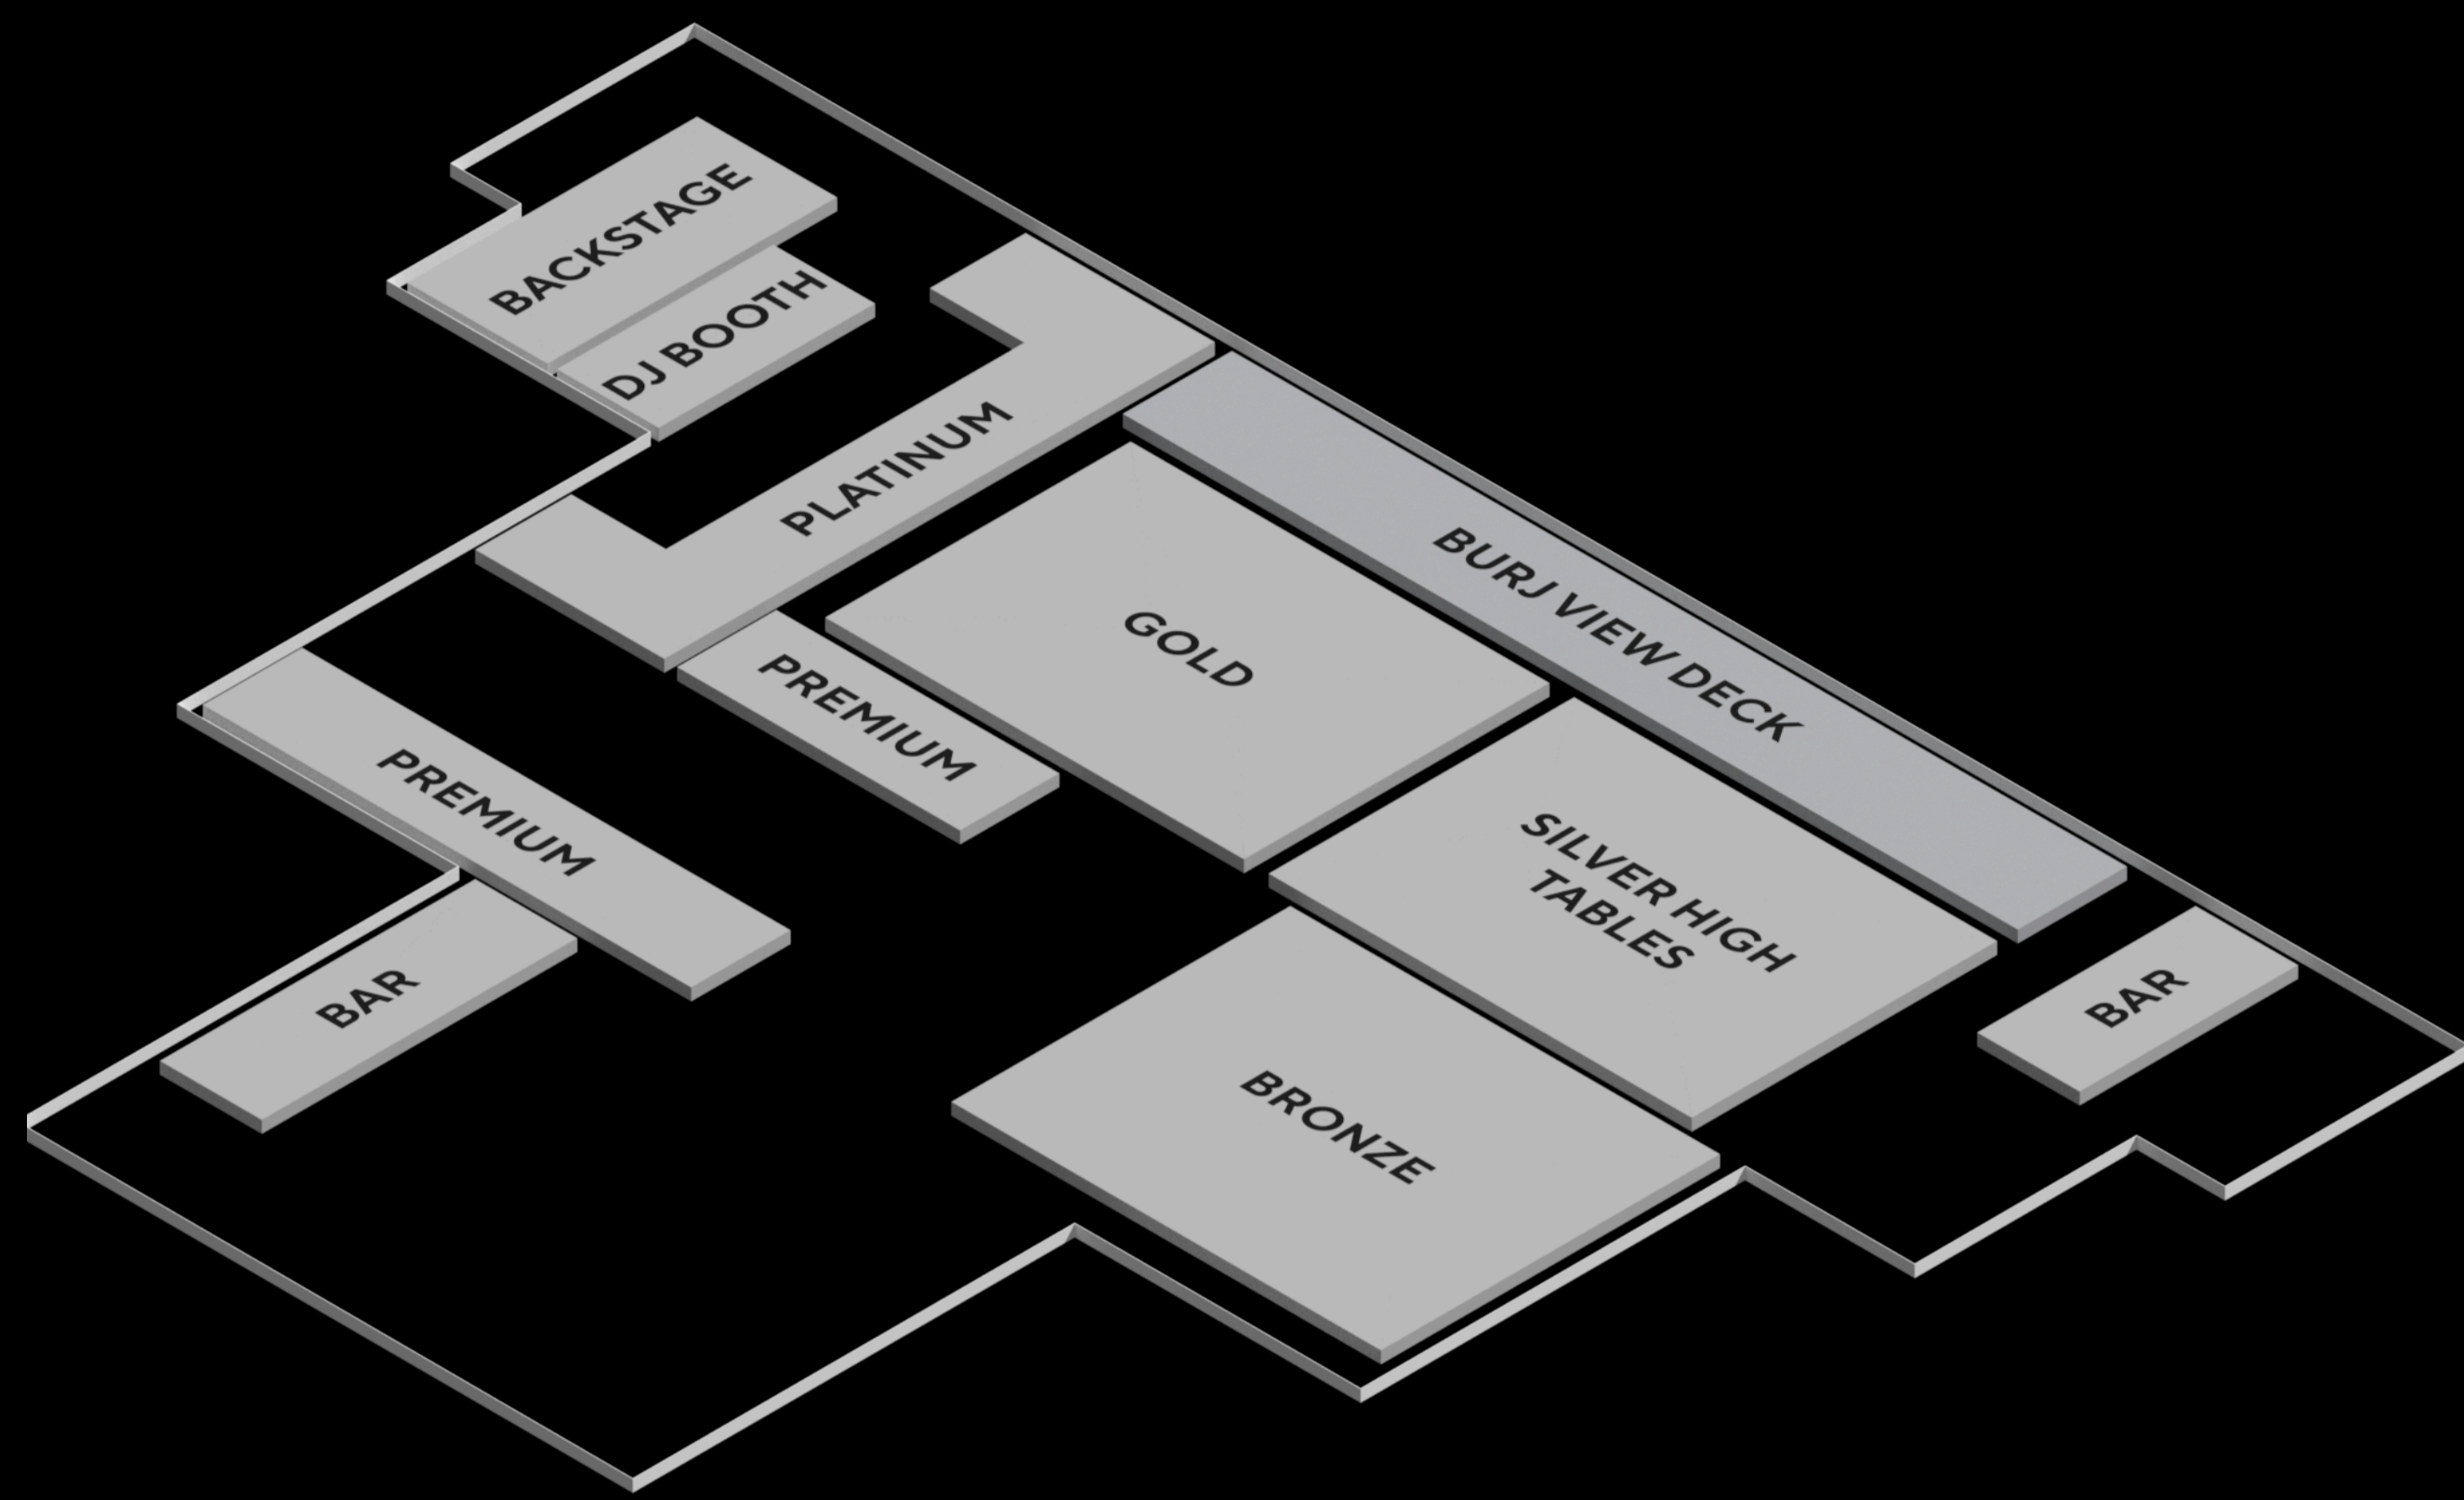 BACKSTAGE
DJ BOOTH
PLATINUM
BURJ VIEW DECK
GOLD
PREMIUM
PREMIUM
SILVER HIGH
TABLES
BAR
BAR
BRONZE